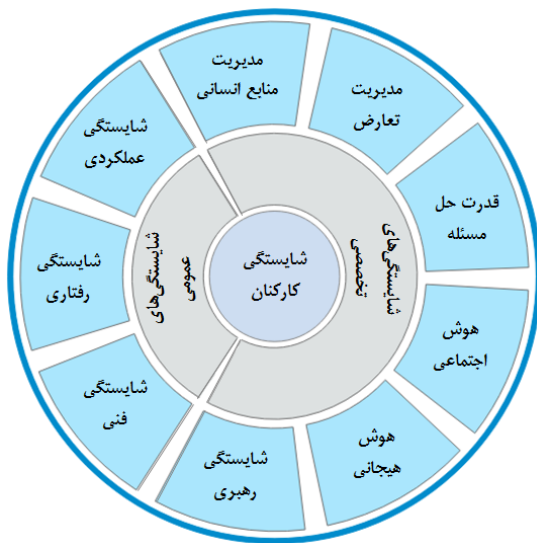 مدیریت
منابع انسانی
مدیریت
تعارض
قدرت حل
مسئله
هوش
اجتماعی
هوش
هیجانی
شایستگی
رهبری
شایستگی
فنی
شایستگی
رفتاری
شایستگی
عملکردی
شایستگی‌های
تخصصی
شایستگی‌های
عمومی
شایستگی
کارکنان